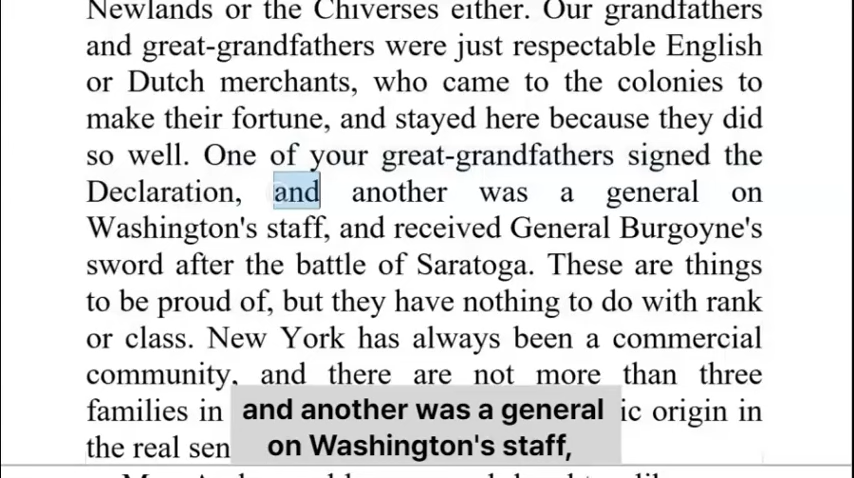 Newlands or the Chiverses either. Our grandfathers
and great-grandfathers were just respectable English
or Dutch merchants, who came to the colonies to
make their fortune, and stayed here because they did
so well. One of your great-grandfathers signed the
Declaration, and another was a general on
Washington's staff, and received General Burgoyne's
sword after the battle of Saratoga. These are things
to be proud of, but they have nothing to do with rank
or class. New York has always been a commercial
community, and there are not more than three
families in ic origin in
the real sen
and another was a general
on Washington's staff,